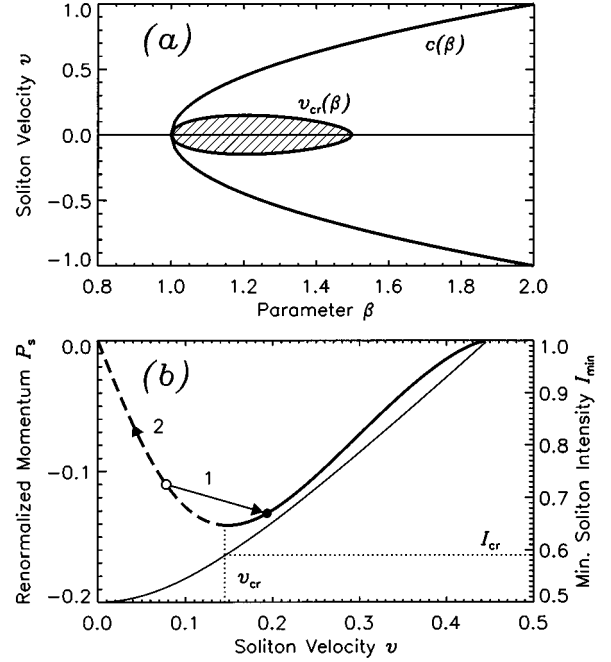 (a)
c(β)
v_cr(β)
Soliton Velocity v
1.0
0.5
0.0
−0.5
−1.0
0.8 1.0 1.2 1.4 1.6 1.8 2.0
Parameter β
(b)
Renormalized Momentum P_s
0.0
−0.1
−0.2
2
1
I_cr
v_cr
1.0
0.9
0.8
0.7
0.6
0.5
Min. Soliton Intensity I_min
0.0 0.1 0.2 0.3 0.4 0.5
Soliton Velocity v